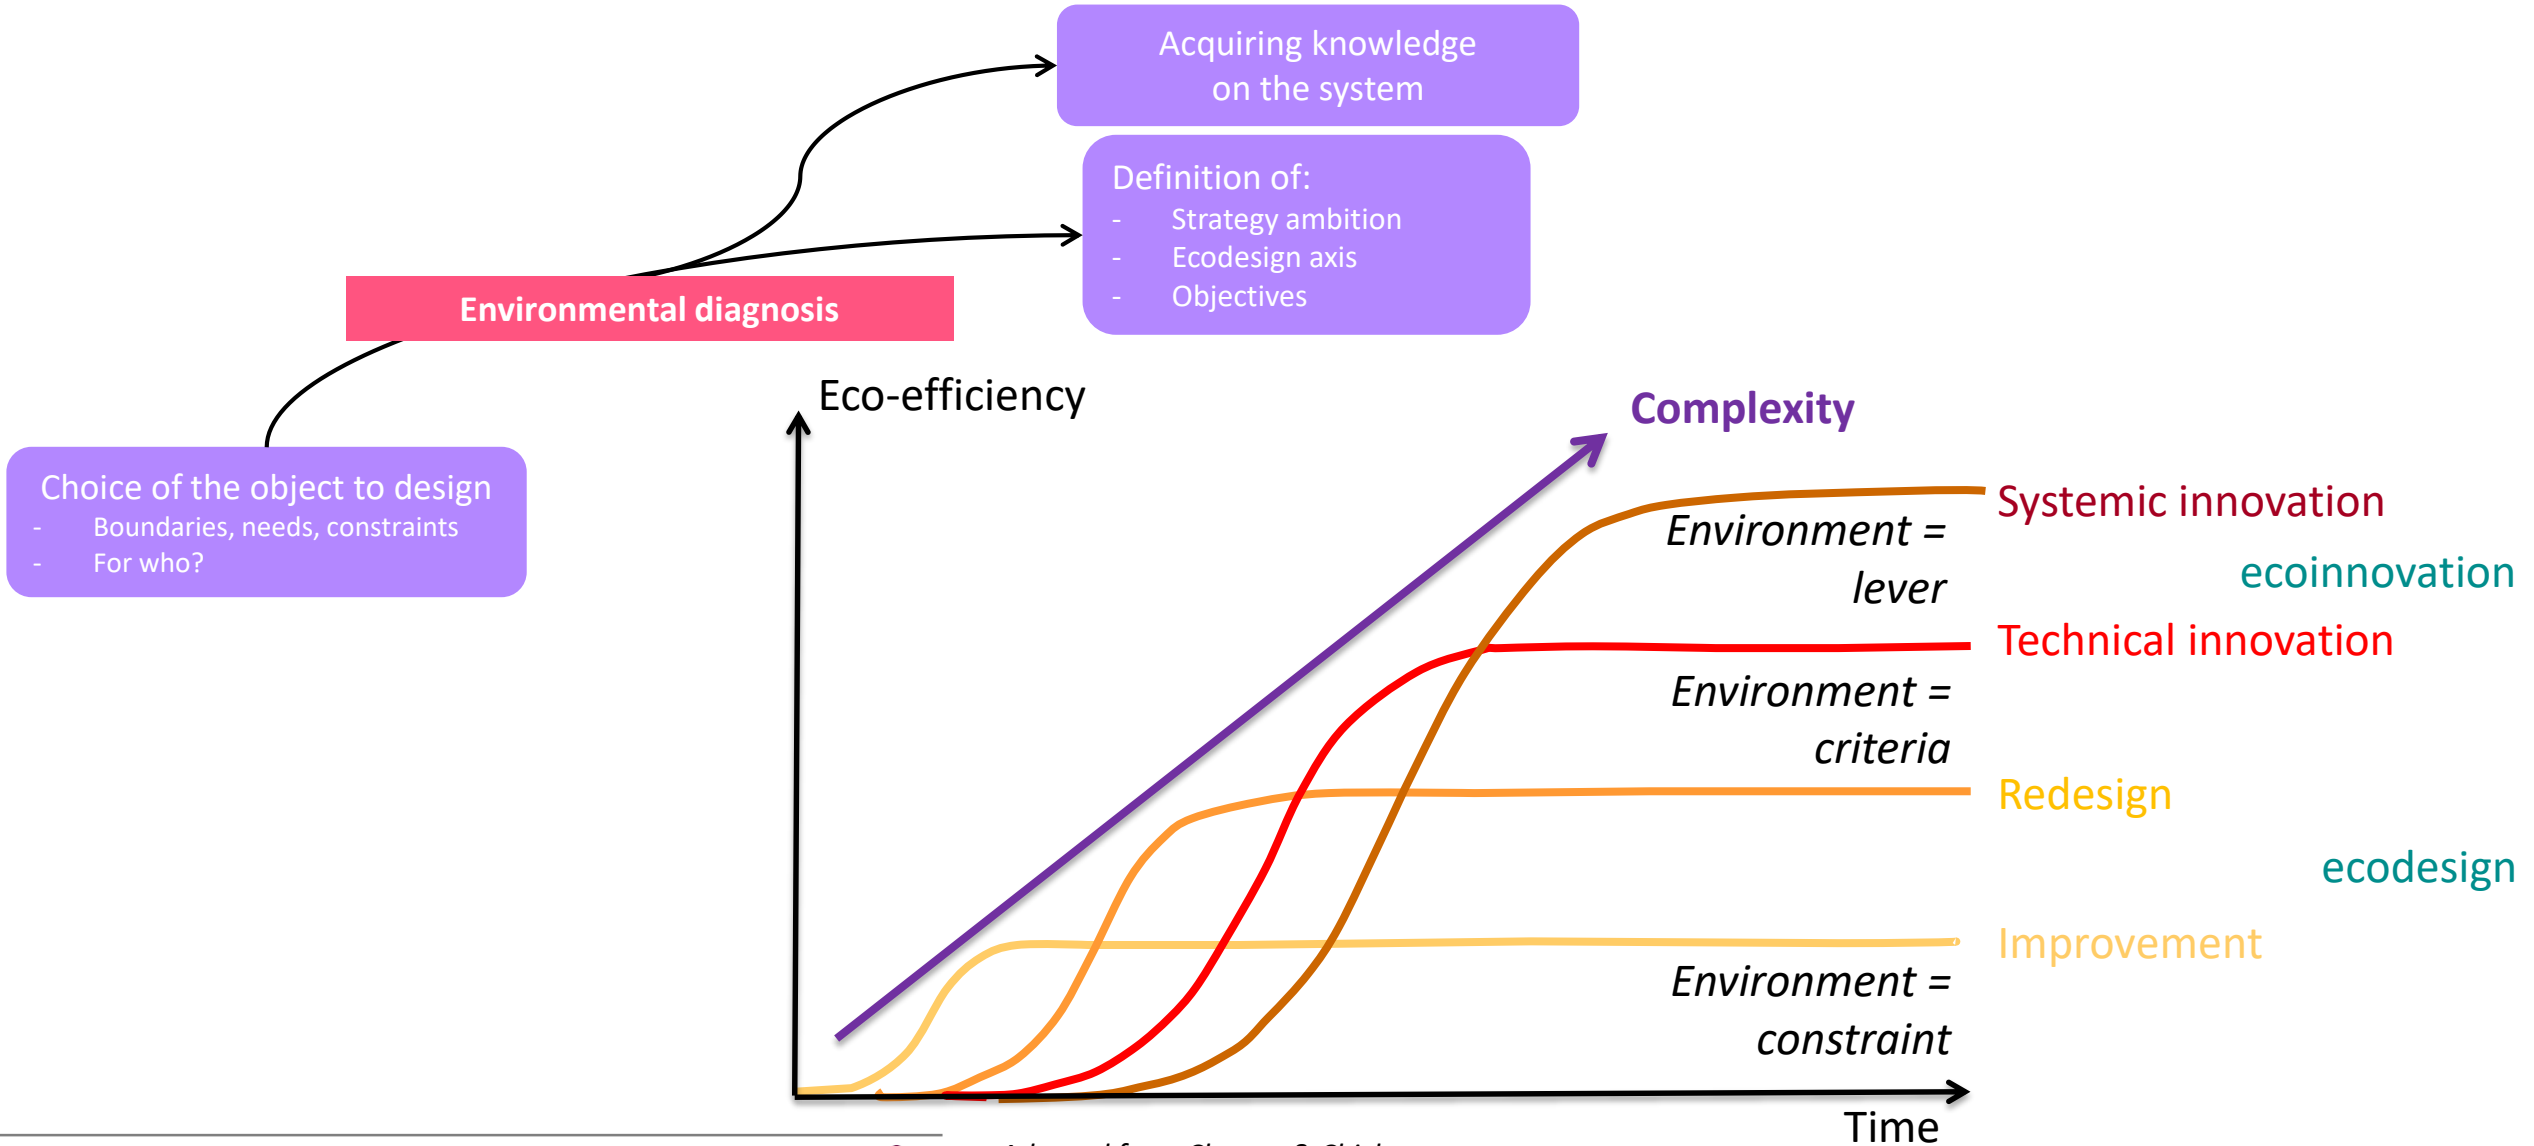 Acquiring knowledge
on the system
Definition of:
- Strategy ambition
- Ecodesign axis
- Objectives
Environmental diagnosis
Choice of the object to design
- Boundaries, needs, constraints
- For who?
Eco-efficiency
Complexity
Systemic innovation
Environment =
lever
ecoinnovation
Technical innovation
Environment =
criteria
Redesign
ecodesign
Improvement
Environment =
constraint
Time